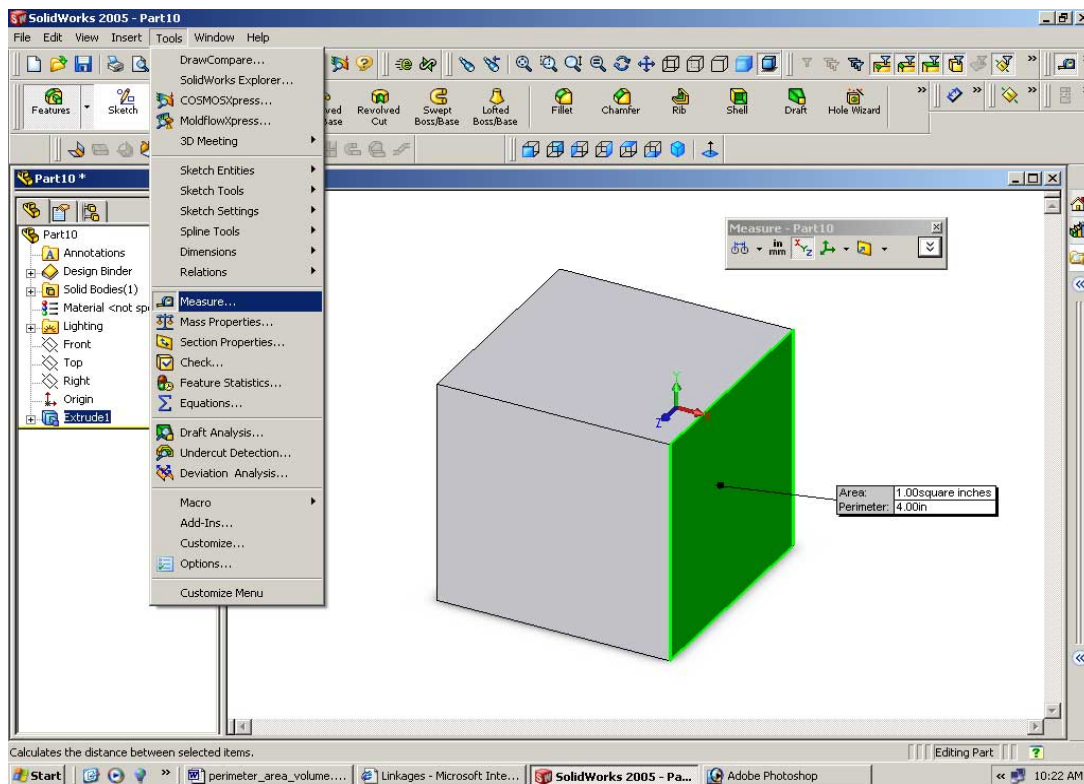 SolidWorks 2005 - Part10
File Edit View Insert Tools Window Help
DrawCompare...
SolidWorks Explorer...
COSMOSXpress...
MoldflowXpress...
3D Meeting
Sketch Entities
Sketch Tools
Sketch Settings
Spline Tools
Dimensions
Relations
Measure...
Mass Properties...
Section Properties...
Check...
Feature Statistics...
Equations...
Draft Analysis...
Undercut Detection...
Deviation Analysis...
Macro
Add-Ins...
Customize...
Options...
Customize Menu
Features Sketch ved Base Revolved Cut Swept Boss/Base Lofted Boss/Base Fillet Chamfer Rib Shell Draft Hole Wizard
Part10 *
Part10
Annotations
Design Binder
Solid Bodies(1)
Material <not sp
Lighting
Front
Top
Right
Origin
Extrude1
Measure - Part10
in
mm
X Y Z
Y
Z
Area: 1.00square inches
Perimeter: 4.00in
Calculates the distance between selected items.
Editing Part
Start perimeter_area_volume.... Linkages - Microsoft Inte... SolidWorks 2005 - Pa... Adobe Photoshop 10:22 AM